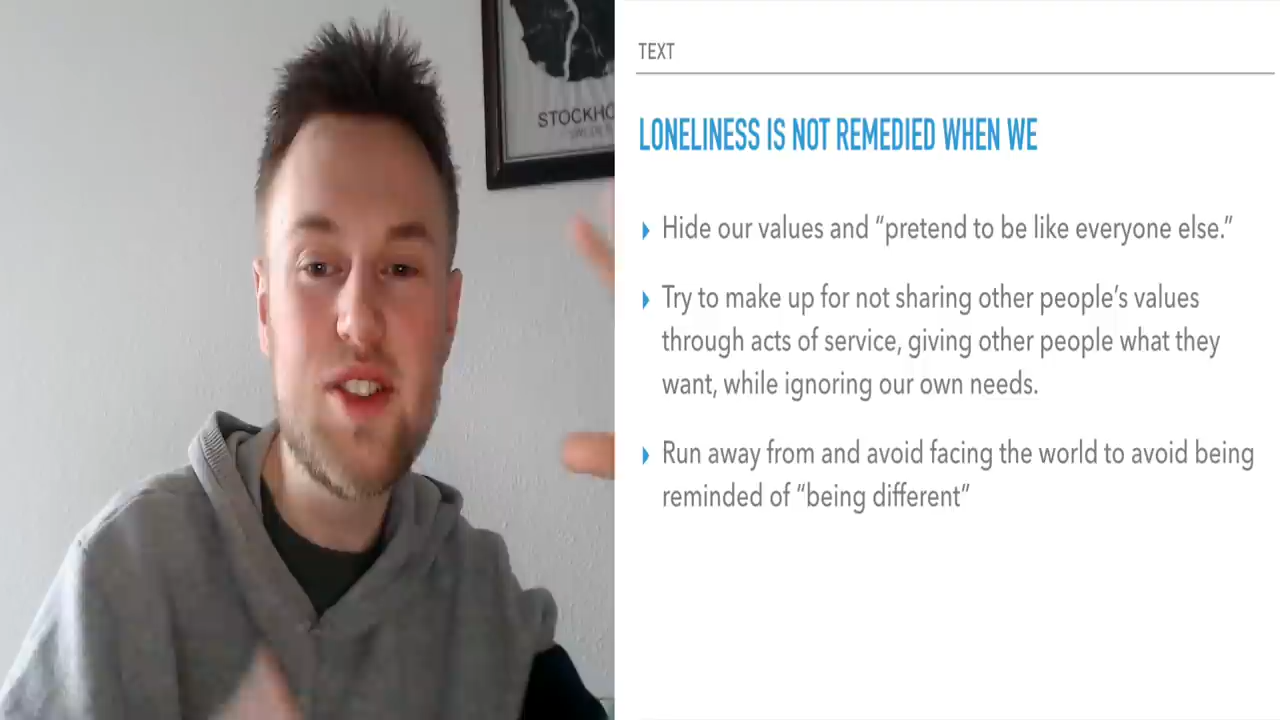 STOCKHO
TEXT
LONELINESS IS NOT REMEDIED WHEN WE
Hide our values and “pretend to be like everyone else.”
Try to make up for not sharing other people’s values
through acts of service, giving other people what they
want, while ignoring our own needs.
Run away from and avoid facing the world to avoid being
reminded of “being different”